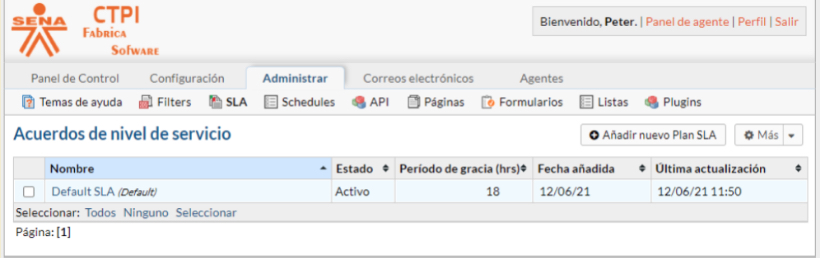 SENA
CTPI
FABRICA
SOFWARE
Bienvenido, Peter. | Panel de agente | Perfil | Salir
Panel de Control Configuración Administrar Correos electrónicos Agentes
Temas de ayuda Filters SLA Schedules API Páginas Formularios Listas Plugins
Acuerdos de nivel de servicio
Añadir nuevo Plan SLA Más
Nombre Estado Período de gracia (hrs) Fecha añadida Última actualización
Default SLA (Default) Activo 18 12/06/21 12/06/21 11:50
Seleccionar: Todos Ninguno Seleccionar
Página: [1]